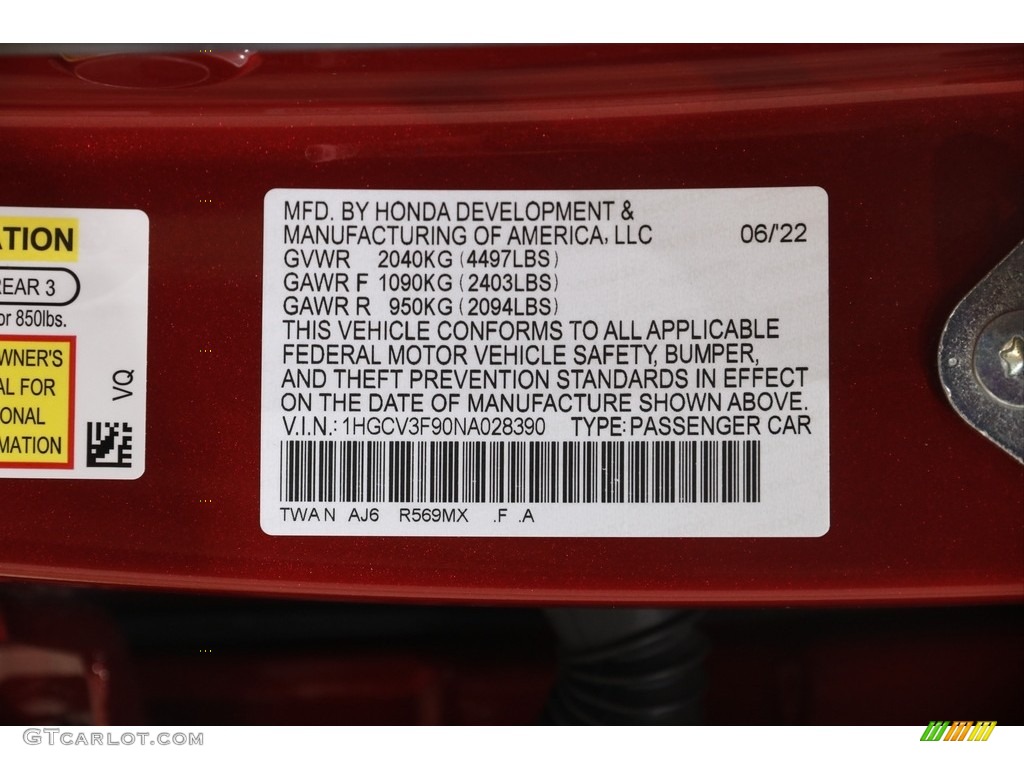 ATION
REAR 3
or 850lbs.
WNER'S
AL FOR
ONAL
MATION
VQ
MFD. BY HONDA DEVELOPMENT &
MANUFACTURING OF AMERICA, LLC 06/'22
GVWR 2040KG (4497LBS)
GAWR F 1090KG (2403LBS)
GAWR R 950KG (2094LBS)
THIS VEHICLE CONFORMS TO ALL APPLICABLE
FEDERAL MOTOR VEHICLE SAFETY, BUMPER,
AND THEFT PREVENTION STANDARDS IN EFFECT
ON THE DATE OF MANUFACTURE SHOWN ABOVE.
V.I.N.: 1HGCV3F90NA028390 TYPE: PASSENGER CAR
TWA N AJ6 R569MX .F .A
GTcarlot.com